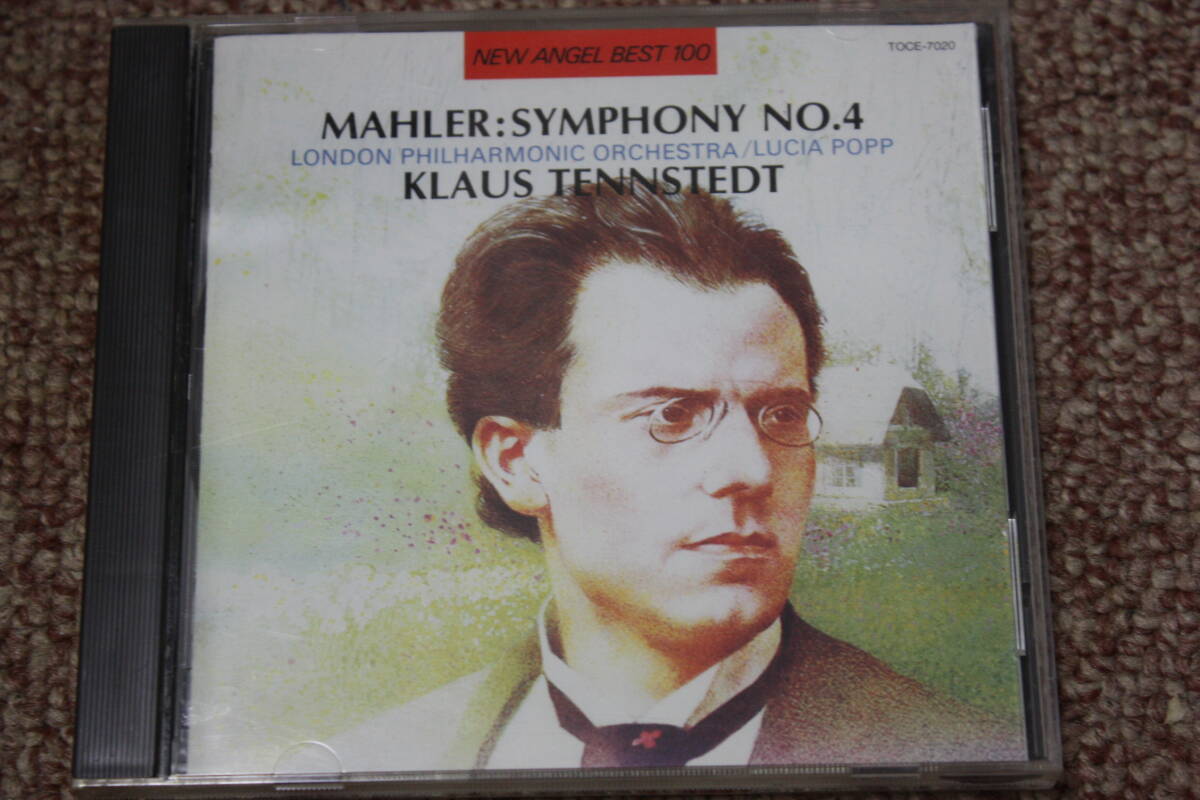 NEW ANGEL BEST 100
TOCE-7020
MAHLER: SYMPHONY NO.4
LONDON PHILHARMONIC ORCHESTRA/LUCIA POPP
KLAUS TENNSTEDT